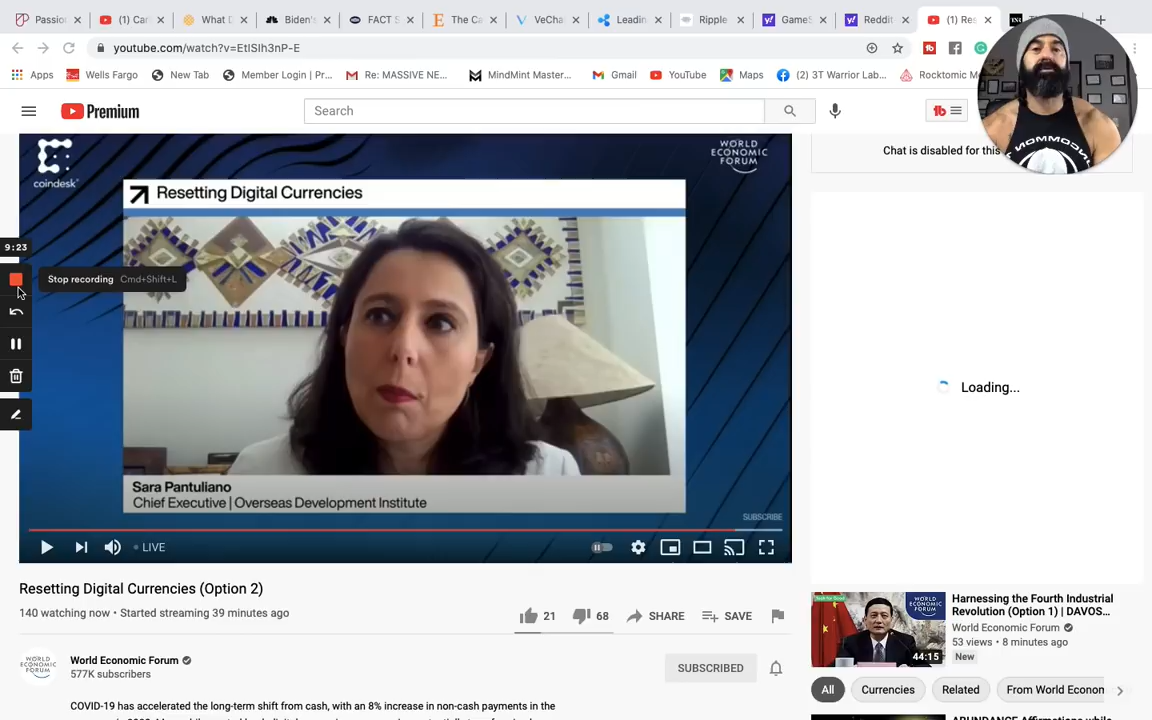 Passio
(1) Car
What D
Biden's
FACT S
The Ca
VeCha
Leadin
Ripple
GameS
Reddit
(1) Res
youtube.com/watch?v=EtISIh3nP-E
Apps
Wells Fargo
New Tab
Member Login | Pr...
Re: MASSIVE NE...
MindMint Master...
Gmail
YouTube
Maps
(2) 3T Warrior Lab...
Rocktomic M
Premium
Search
Chat is disabled for this
coindesk
WORLD
ECONOMIC
FORUM
Resetting Digital Currencies
9:23
Stop recording Cmd+Shift+L
Loading...
Sara Pantuliano
Chief Executive | Overseas Development Institute
SUBSCRIBE
LIVE
Resetting Digital Currencies (Option 2)
140 watching now • Started streaming 39 minutes ago
21
68
SHARE
SAVE
World Economic Forum
577K subscribers
SUBSCRIBED
COVID-19 has accelerated the long-term shift from cash, with an 8% increase in non-cash payments in the
Harnessing the Fourth Industrial
Revolution (Option 1) | DAVOS...
World Economic Forum
53 views • 8 minutes ago
New
44:15
All
Currencies
Related
From World Econom